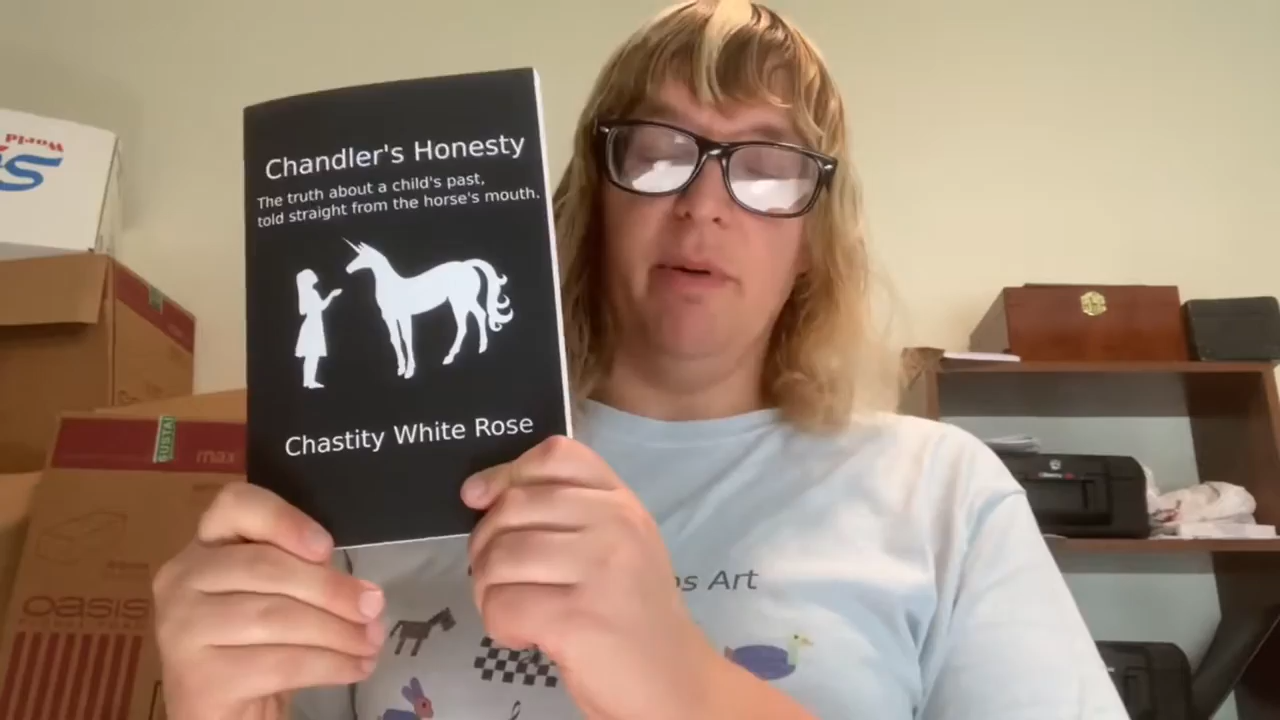 World
Chandler's Honesty
The truth about a child's past,
told straight from the horse's mouth.
Chastity White Rose
max
OASIS
Art